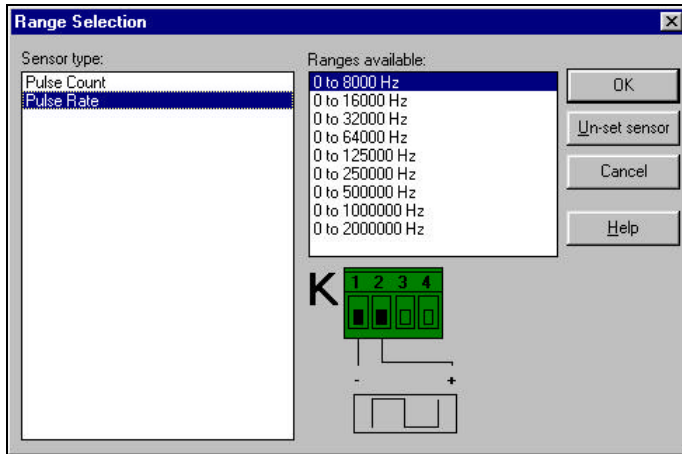 Range Selection
Sensor type:
Pulse Count
Pulse Rate
Ranges available:
0 to 8000 Hz
0 to 16000 Hz
0 to 32000 Hz
0 to 64000 Hz
0 to 125000 Hz
0 to 250000 Hz
0 to 500000 Hz
0 to 1000000 Hz
0 to 2000000 Hz
OK
Un-set sensor
Cancel
Help
K 1 2 3 4
- +